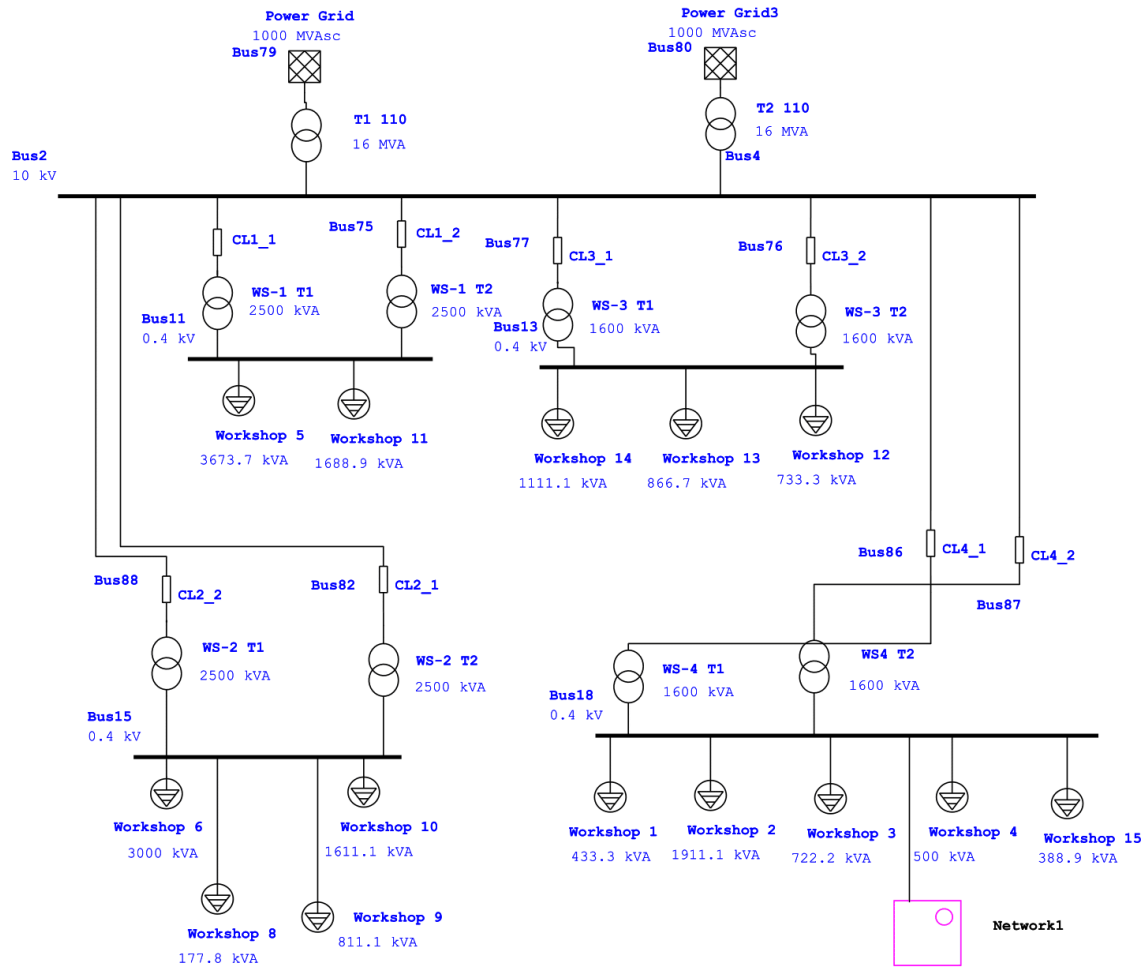 Power Grid
1000 MVAsc
Bus79
Power Grid3
1000 MVAsc
Bus80
T1 110
16 MVA
T2 110
16 MVA
Bus4
Bus2
10 kV
CL1_1
Bus75
CL1_2
Bus77
CL3_1
Bus76
CL3_2
WS-1 T1
2500 kVA
WS-1 T2
2500 kVA
WS-3 T1
1600 kVA
WS-3 T2
1600 kVA
Bus11
0.4 kV
Bus13
0.4 kV
Workshop 5
3673.7 kVA
Workshop 11
1688.9 kVA
Workshop 14
1111.1 kVA
Workshop 13
866.7 kVA
Workshop 12
733.3 kVA
Bus88
CL2_2
Bus82
CL2_1
Bus86
CL4_1
CL4_2
Bus87
WS-2 T1
2500 kVA
WS-2 T2
2500 kVA
WS-4 T1
1600 kVA
WS4 T2
1600 kVA
Bus15
0.4 kV
Bus18
0.4 kV
Workshop 6
3000 kVA
Workshop 10
1611.1 kVA
Workshop 8
177.8 kVA
Workshop 9
811.1 kVA
Workshop 1
433.3 kVA
Workshop 2
1911.1 kVA
Workshop 3
722.2 kVA
Workshop 4
500 kVA
Workshop 15
388.9 kVA
Network1